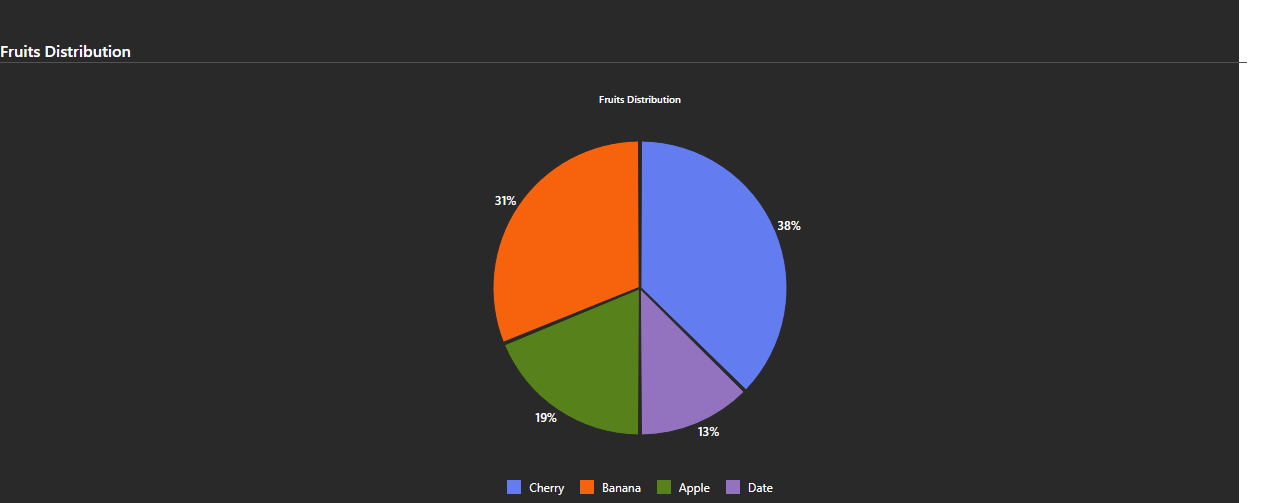 Fruits Distribution
Fruits Distribution
31%
38%
19%
13%
Cherry Banana Apple Date